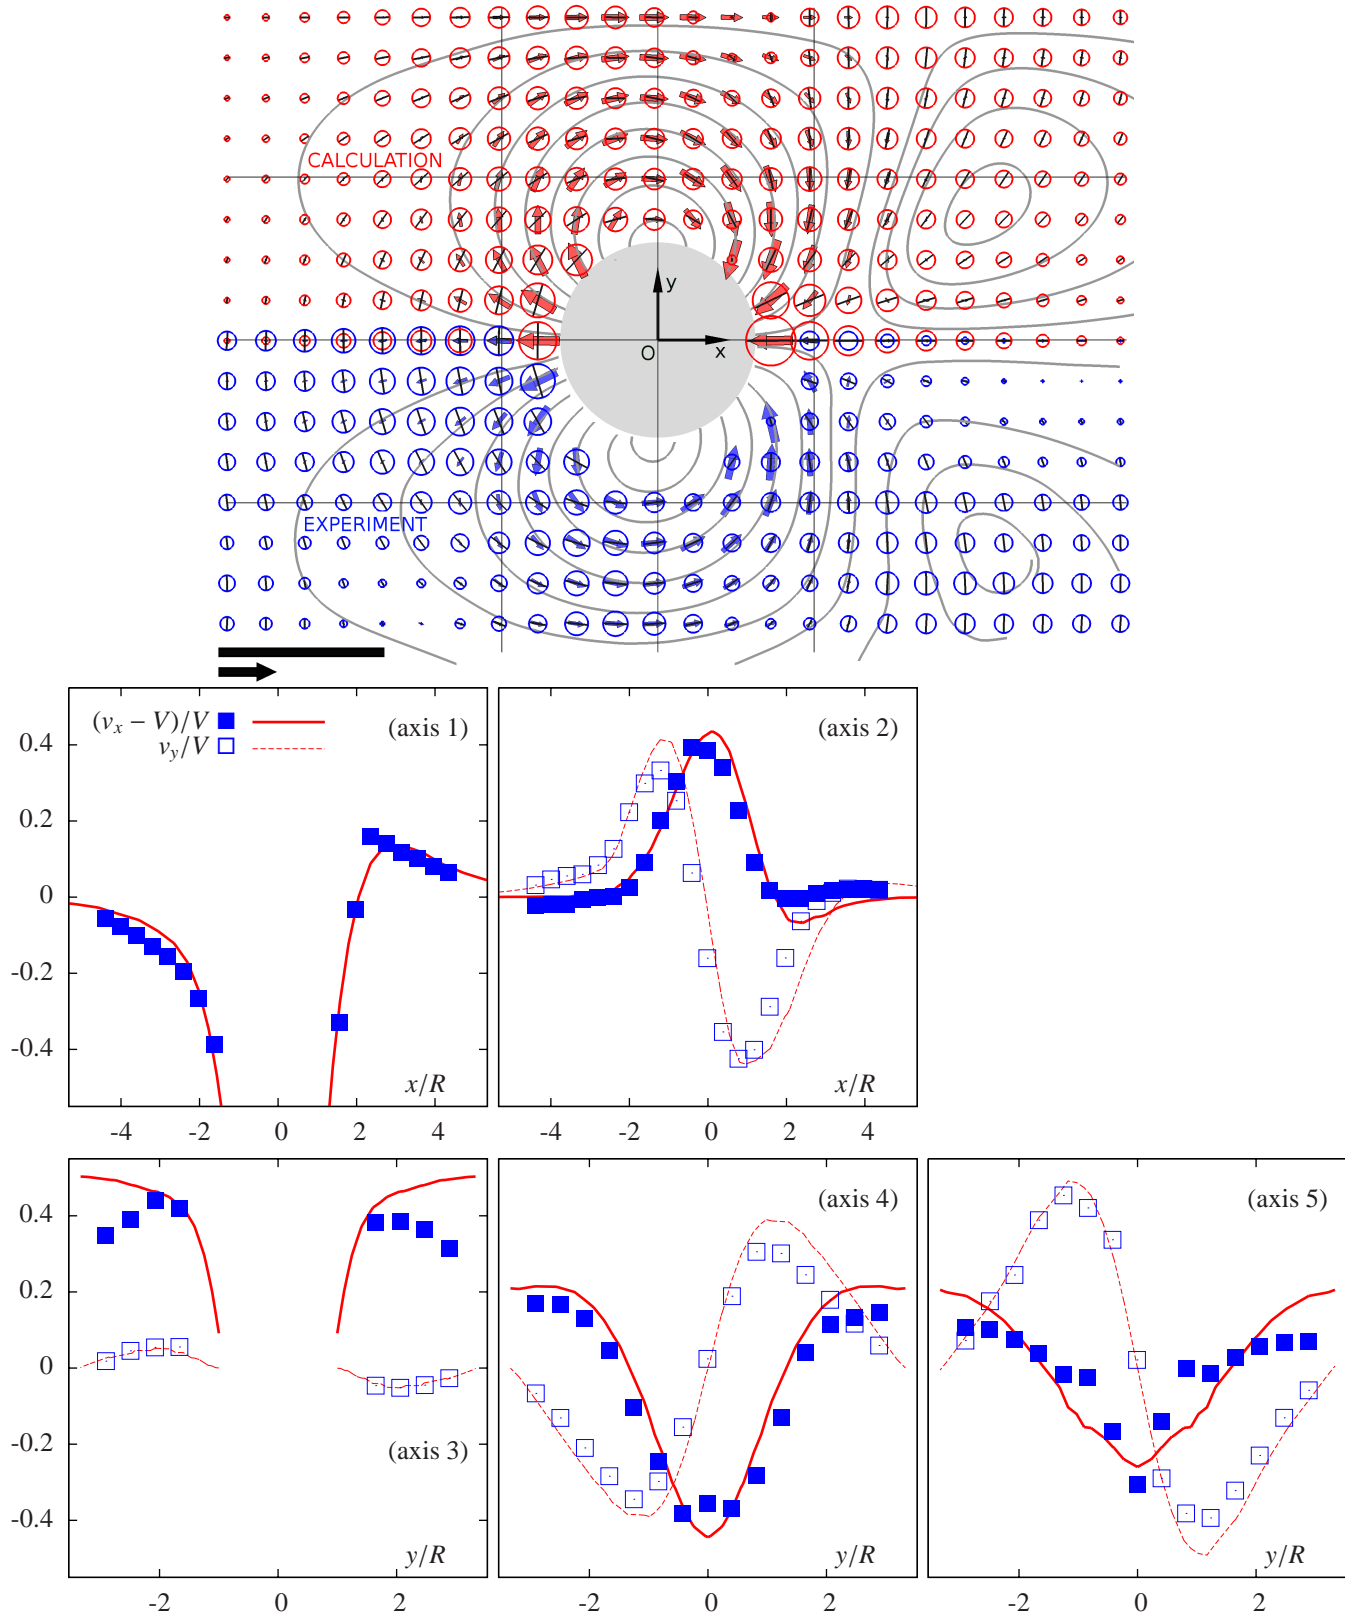 CALCULATION
y
O
x
EXPERIMENT
(v_x − V)/V
v_y/V
(axis 1)
(axis 2)
0.4
0.2
0
-0.2
-0.4
x/R
x/R
-4 -2 0 2 4
-4 -2 0 2 4
(axis 4)
(axis 5)
0.4
0.2
0
(axis 3)
-0.2
-0.4
y/R
y/R
y/R
-2 0 2
-2 0 2
-2 0 2